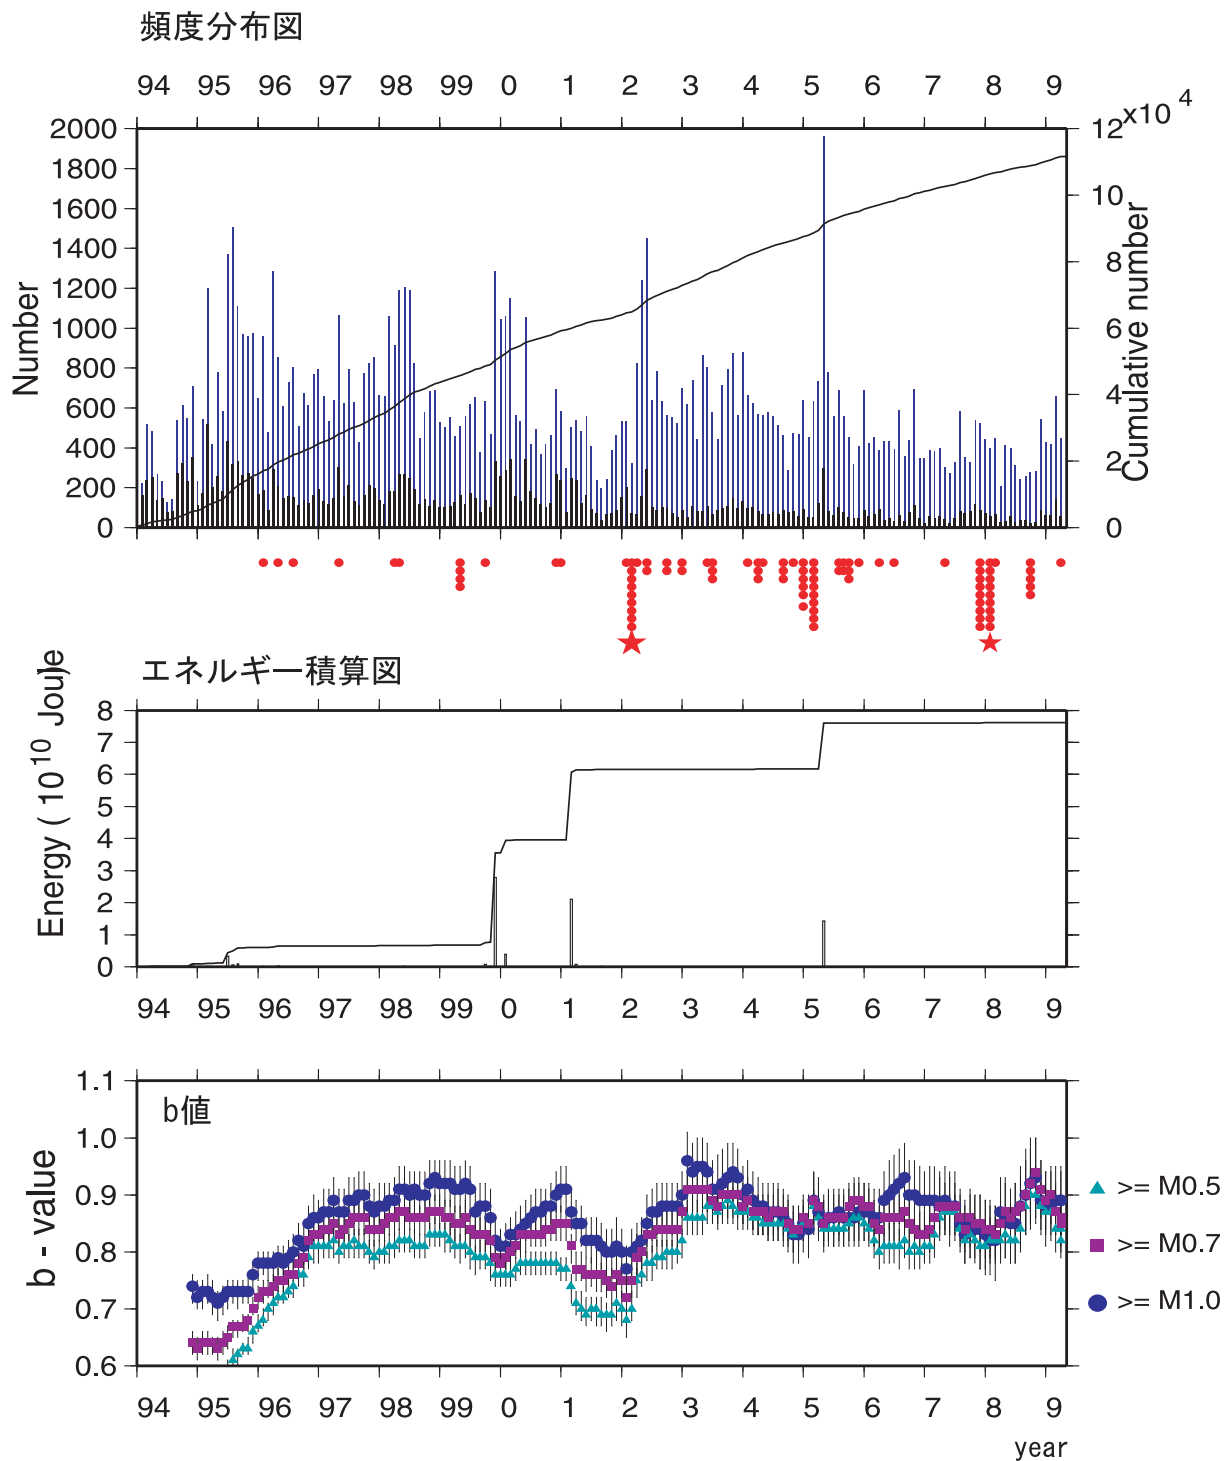 頻度分布図
94 95 96 97 98 99 0 1 2 3 4 5 6 7 8 9
2000 1800 1600 1400 1200 1000 800 600 400 200 0
Number
12x10 4
10 8 6 4 2 0
Cumulative number
エネルギー積算図
Energy ( 10 10 Joule
8 7 6 5 4 3 2 1 0
94 95 96 97 98 99 0 1 2 3 4 5 6 7 8 9
b値
b - value
1.1 1.0 0.9 0.8 0.7 0.6
>= M0.5
>= M0.7
>= M1.0
94 95 96 97 98 99 0 1 2 3 4 5 6 7 8 9
year